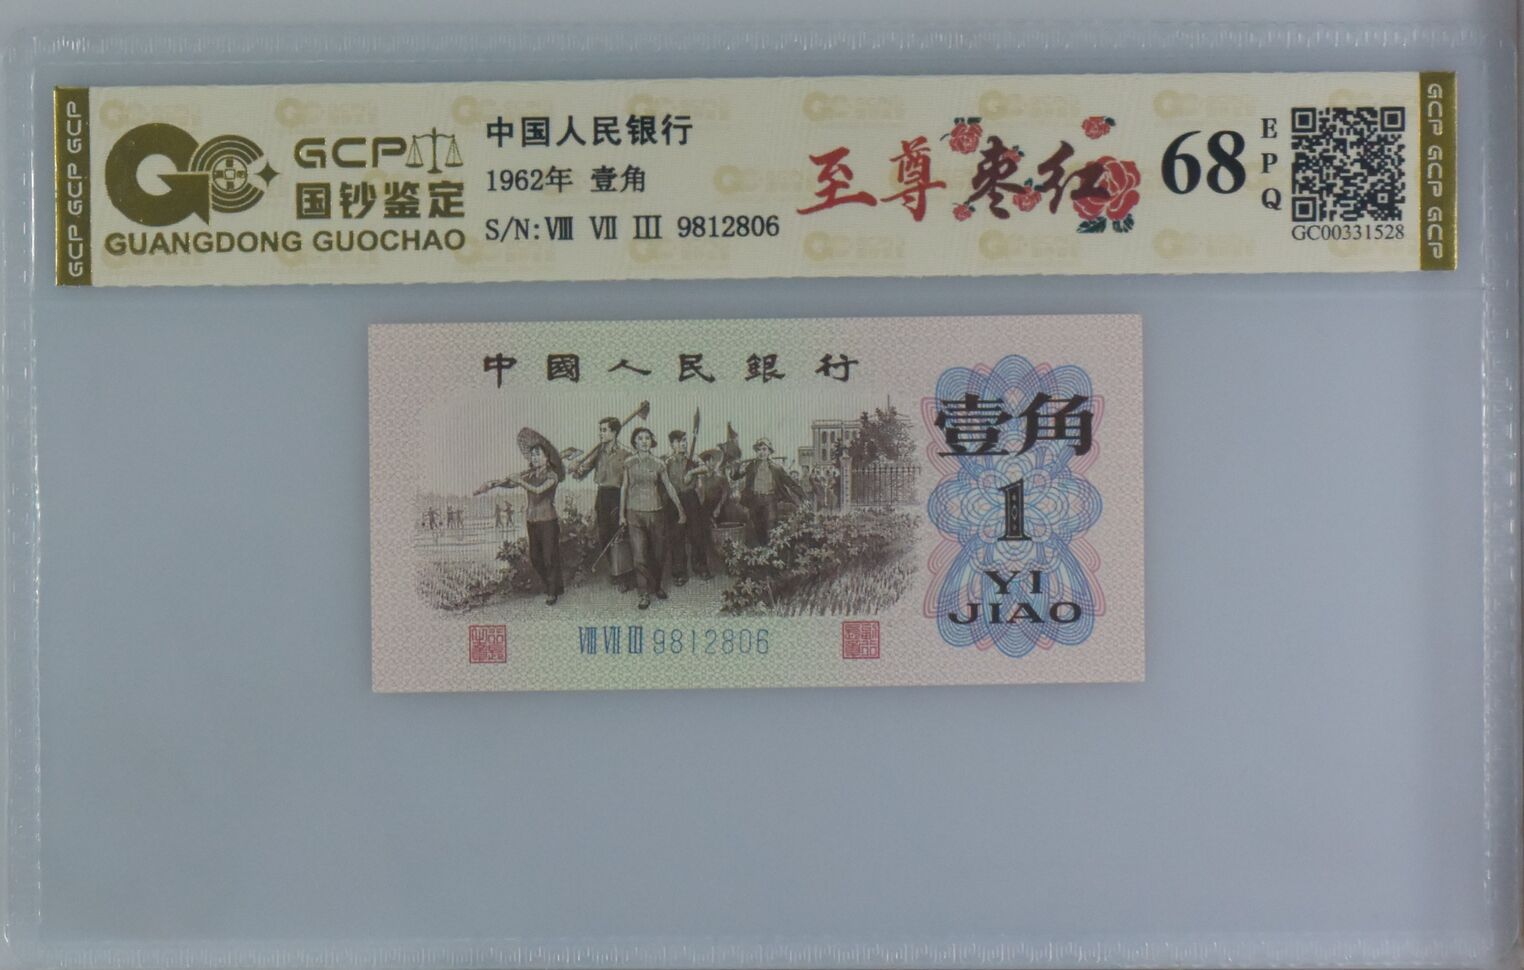 GCP GCP GCP
GCP
国钞鉴定
GUANGDONG GUOCHAO
中国人民银行
1962年 壹角
S/N:Ⅷ Ⅶ Ⅲ 9812806
至尊 枣红
68
EPQ
GC00331528
GCP GCP GCP
中國人民銀行
壹角
1
YI
JIAO
Ⅷ Ⅶ Ⅲ 9812806